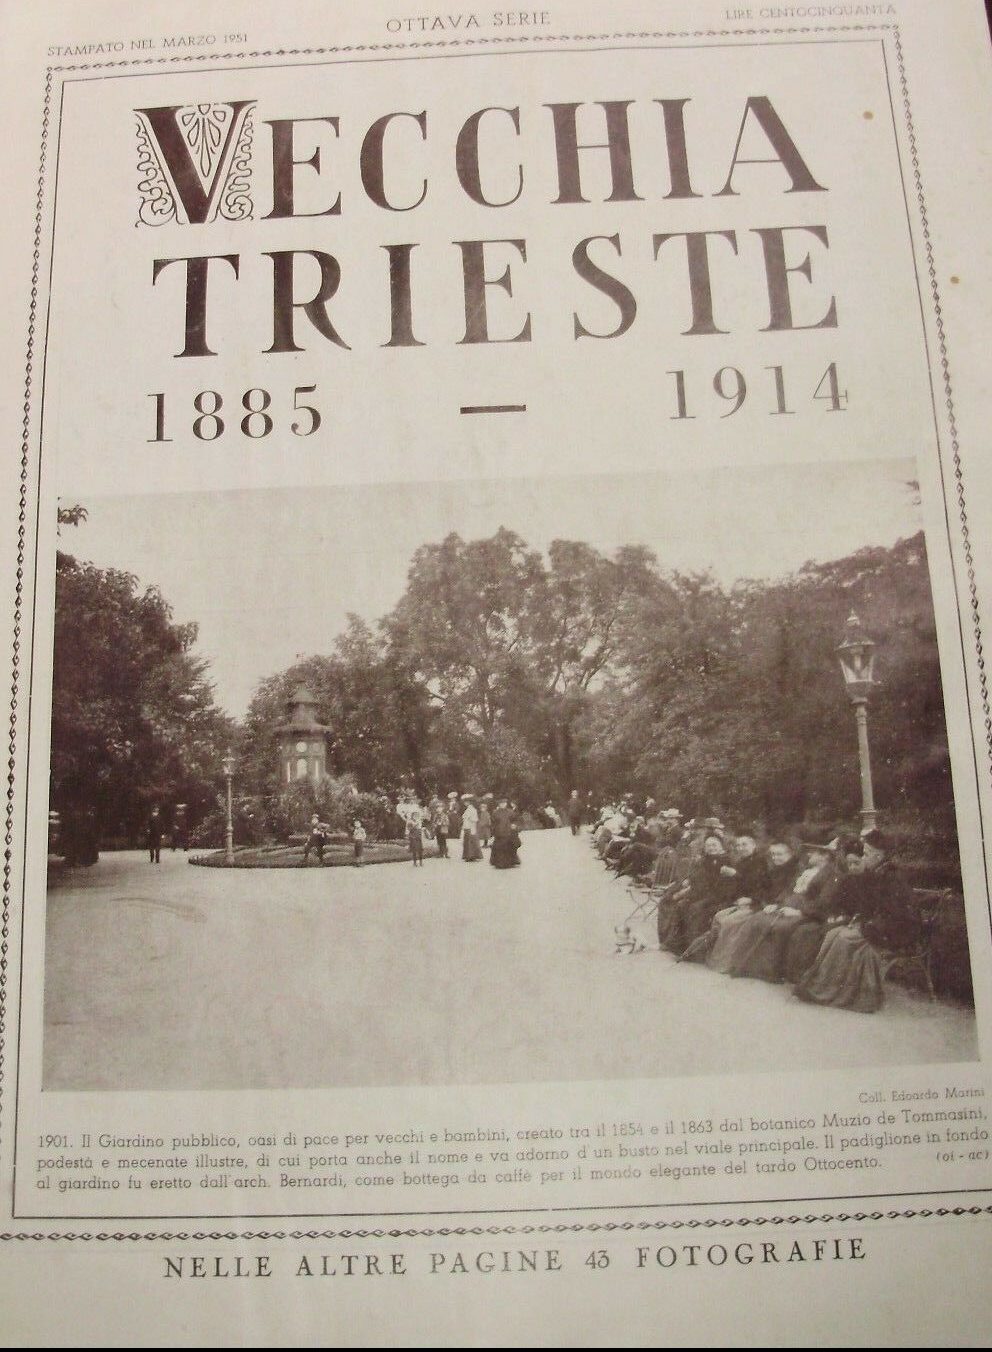 STAMPATO NEL MARZO 1951
OTTAVA SERIE
LIRE CENTOCINQUANTA
VECCHIA
TRIESTE
1885 — 1914
Coll. Edoardo Marini
1901. Il Giardino pubblico, oasi di pace per vecchi e bambini, creato tra il 1854 e il 1863 dal botanico Muzio de Tommasini,
podestà e mecenate illustre, di cui porta anche il nome e va adorno d'un busto nel viale principale. Il padiglione in fondo
al giardino fu eretto dall'arch. Bernardi, come bottega da caffè per il mondo elegante del tardo Ottocento. (oi - ac)
NELLE ALTRE PAGINE 43 FOTOGRAFIE